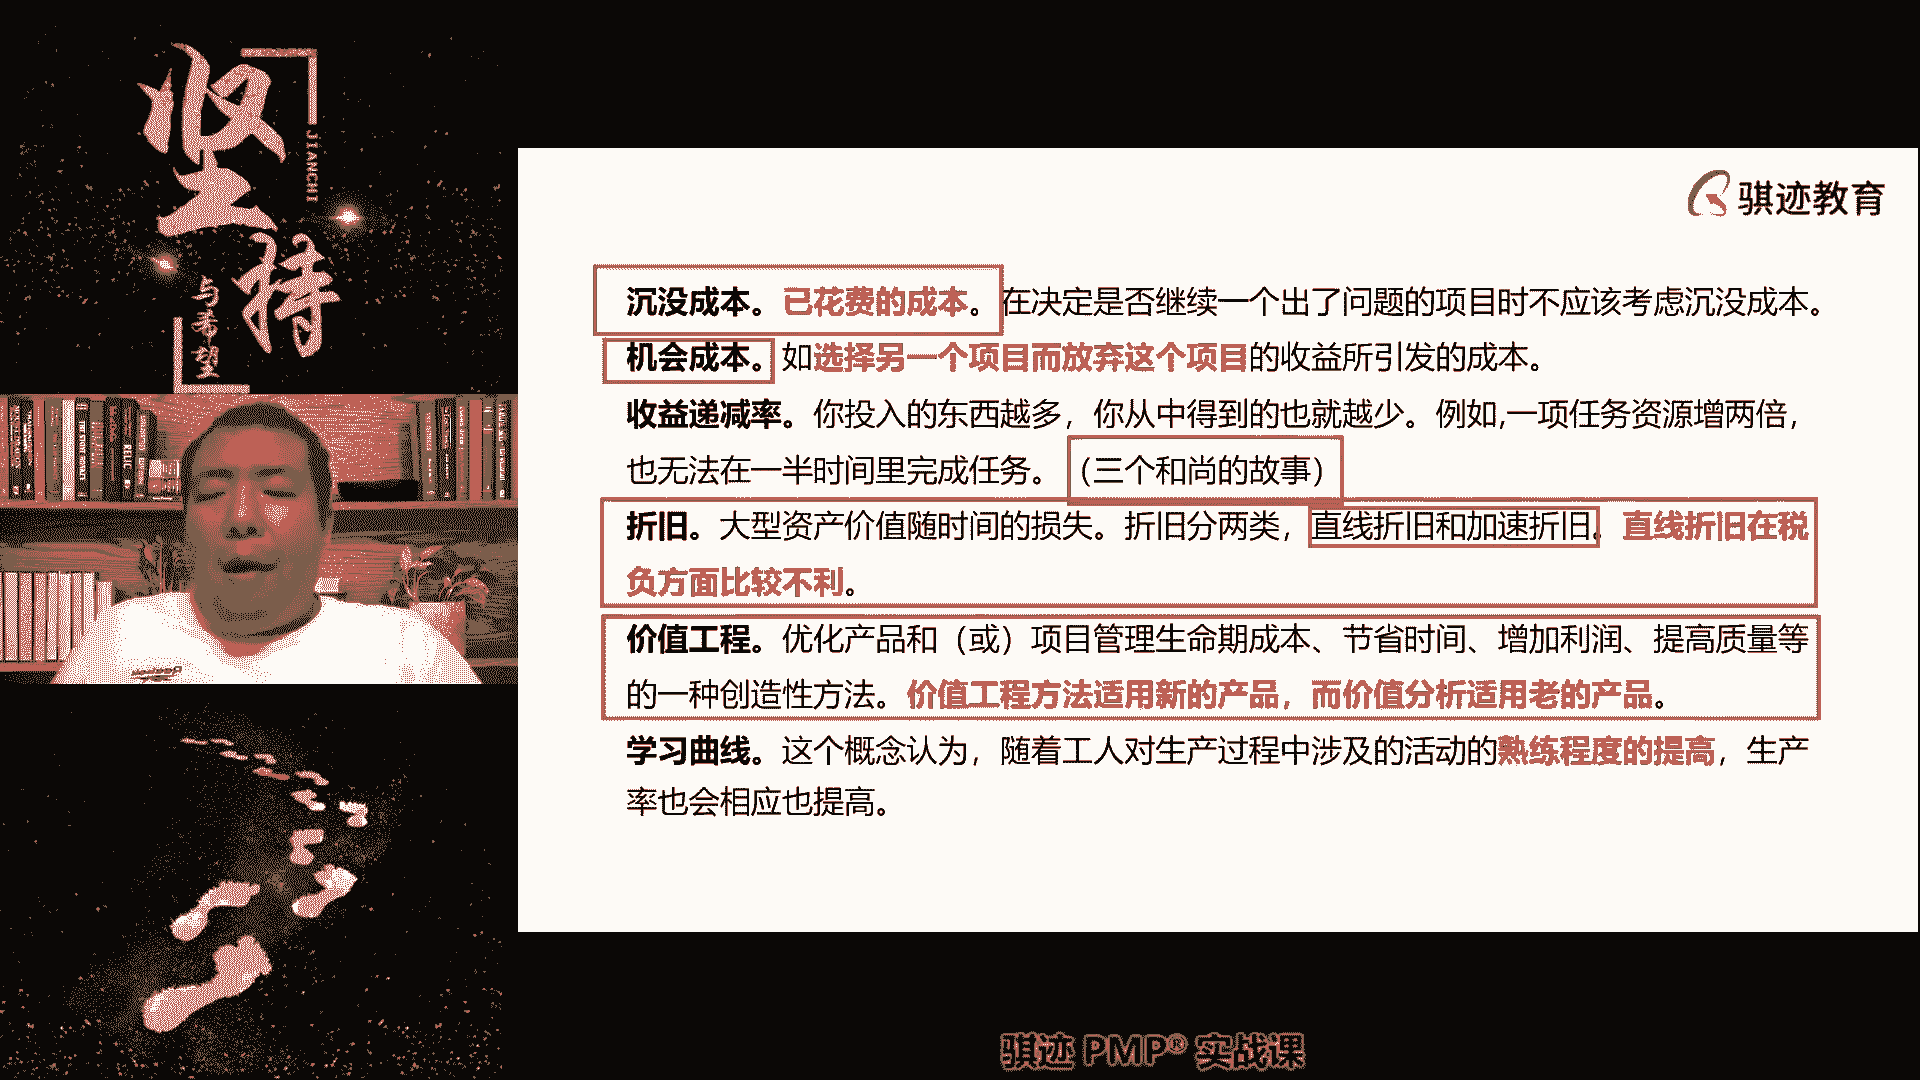 坚持
JIANCHI
与希望
骐迹教育
沉没成本。已花费的成本。在决定是否继续一个出了问题的项目时不应该考虑沉没成本。
机会成本。如选择另一个项目而放弃这个项目的收益所引发的成本。
收益递减率。你投入的东西越多，你从中得到的也就越少。例如,一项任务资源增两倍，
也无法在一半时间里完成任务。（三个和尚的故事）
折旧。大型资产价值随时间的损失。折旧分两类，直线折旧和加速折旧。直线折旧在税
负方面比较不利。
价值工程。优化产品和（或）项目管理生命期成本、节省时间、增加利润、提高质量等
的一种创造性方法。价值工程方法适用新的产品，而价值分析适用老的产品。
学习曲线。这个概念认为，随着工人对生产过程中涉及的活动的熟练程度的提高，生产
率也会相应也提高。
骐迹 PMP® 实战课